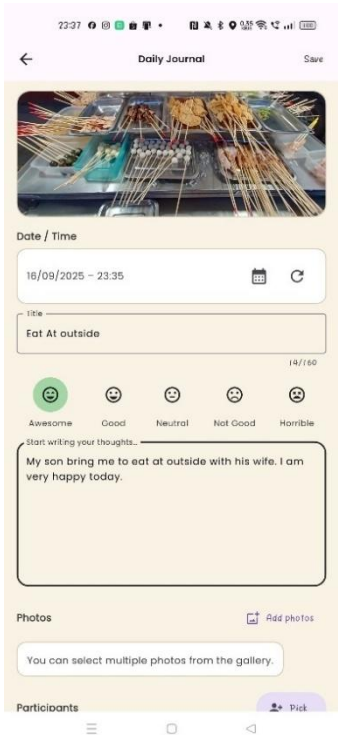 23:37
Daily Journal
Save
Date / Time
16/09/2025 - 23:35
Title
Eat At outside
14/160
Awesome Good Neutral Not Good Horrible
Start writing your thoughts...
My son bring me to eat at outside with his wife. I am
very happy today.
Photos
Add photos
You can select multiple photos from the gallery.
Participants
Pick